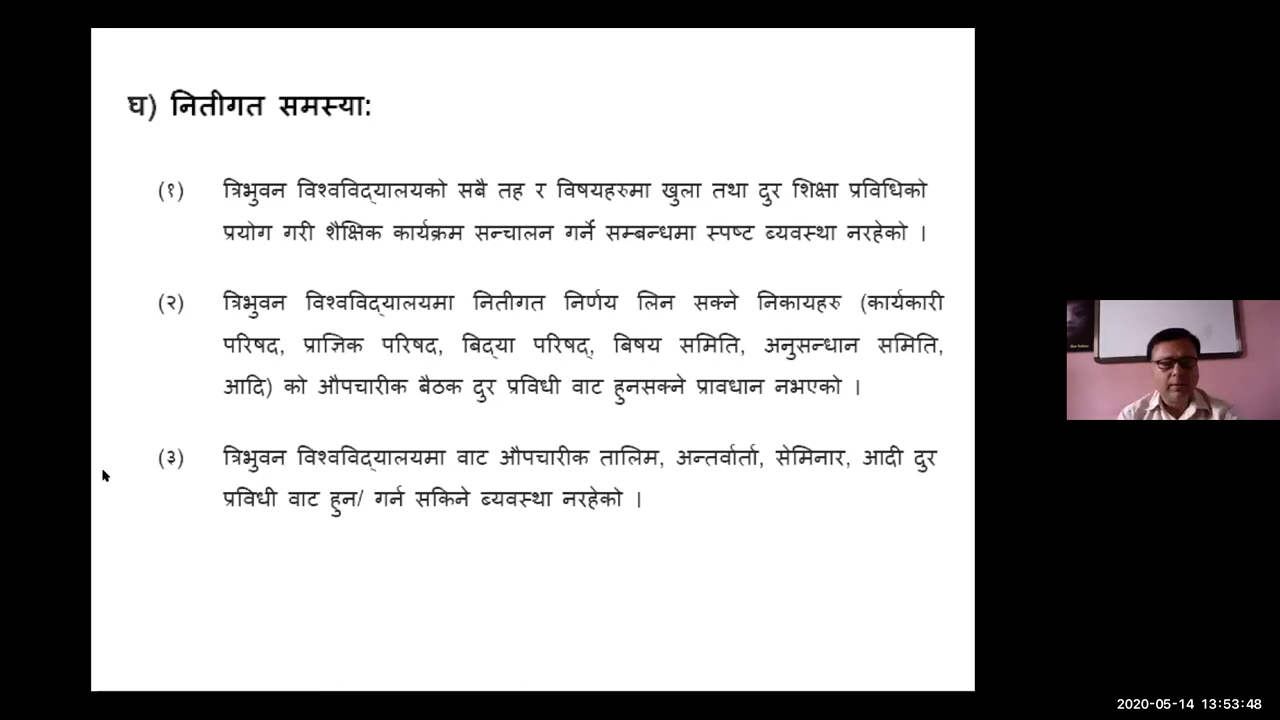 घ) नितीगत समस्या:
(१) त्रिभुवन विश्वविद्यालयको सबै तह र विषयहरुमा खुला तथा दुर शिक्षा प्रविधिको
प्रयोग गरी शैक्षिक कार्यक्रम सन्चालन गर्ने सम्बन्धमा स्पष्ट ब्यवस्था नरहेको ।
(२) त्रिभुवन विश्वविद्यालयमा नितीगत निर्णय लिन सक्ने निकायहरु (कार्यकारी
परिषद, प्राज्ञिक परिषद, बिद्या परिषद्, बिषय समिति, अनुसन्धान समिति,
आदि) को औपचारीक बैठक दुर प्रविधी वाट हुनसक्ने प्रावधान नभएको ।
(३) त्रिभुवन विश्वविद्यालयमा वाट औपचारीक तालिम, अन्तर्वार्ता, सेमिनार, आदी दुर
प्रविधी वाट हुन/ गर्न सकिने ब्यवस्था नरहेको ।
2020-05-14 13:53:48